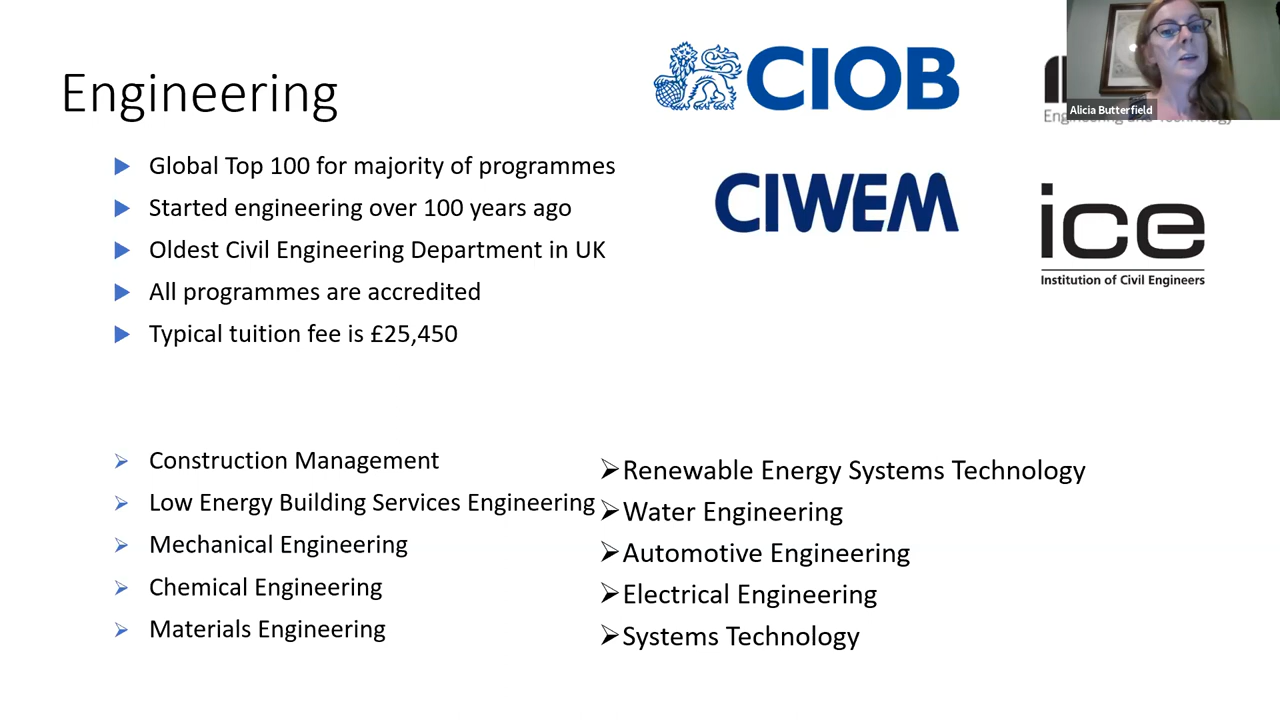 Engineering
Global Top 100 for majority of programmes
Started engineering over 100 years ago
Oldest Civil Engineering Department in UK
All programmes are accredited
Typical tuition fee is £25,450
CIOB
Alicia Butterfield
Engineering and Technology
CIWEM
ice
Institution of Civil Engineers
Construction Management
Low Energy Building Services Engineering
Mechanical Engineering
Chemical Engineering
Materials Engineering
Renewable Energy Systems Technology
Water Engineering
Automotive Engineering
Electrical Engineering
Systems Technology